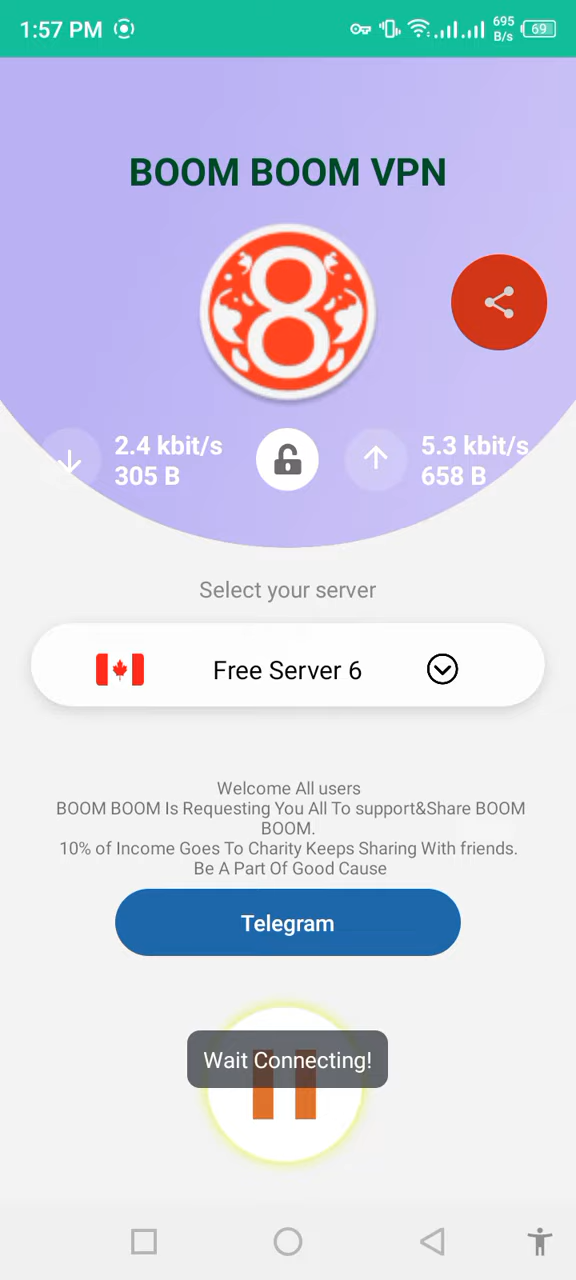 1:57 PM
695
B/s
69
BOOM BOOM VPN
8
2.4 kbit/s
305 B
5.3 kbit/s
658 B
Select your server
Free Server 6
Welcome All users
BOOM BOOM Is Requesting You All To support&Share BOOM
BOOM.
10% of Income Goes To Charity Keeps Sharing With friends.
Be A Part Of Good Cause
Telegram
Wait Connecting!